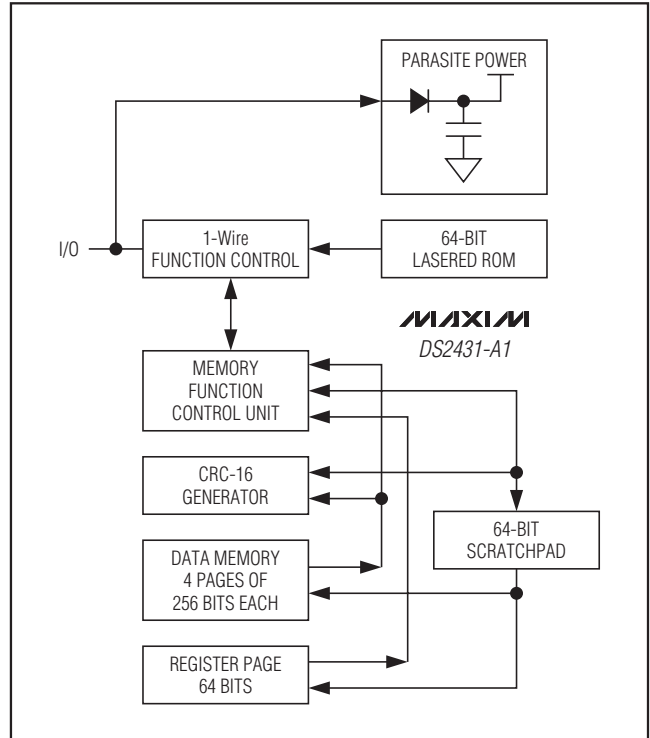 PARASITE POWER
I/O
1-Wire
FUNCTION CONTROL
64-BIT
LASERED ROM
MAXIM
DS2431-A1
MEMORY
FUNCTION
CONTROL UNIT
CRC-16
GENERATOR
64-BIT
SCRATCHPAD
DATA MEMORY
4 PAGES OF
256 BITS EACH
REGISTER PAGE
64 BITS